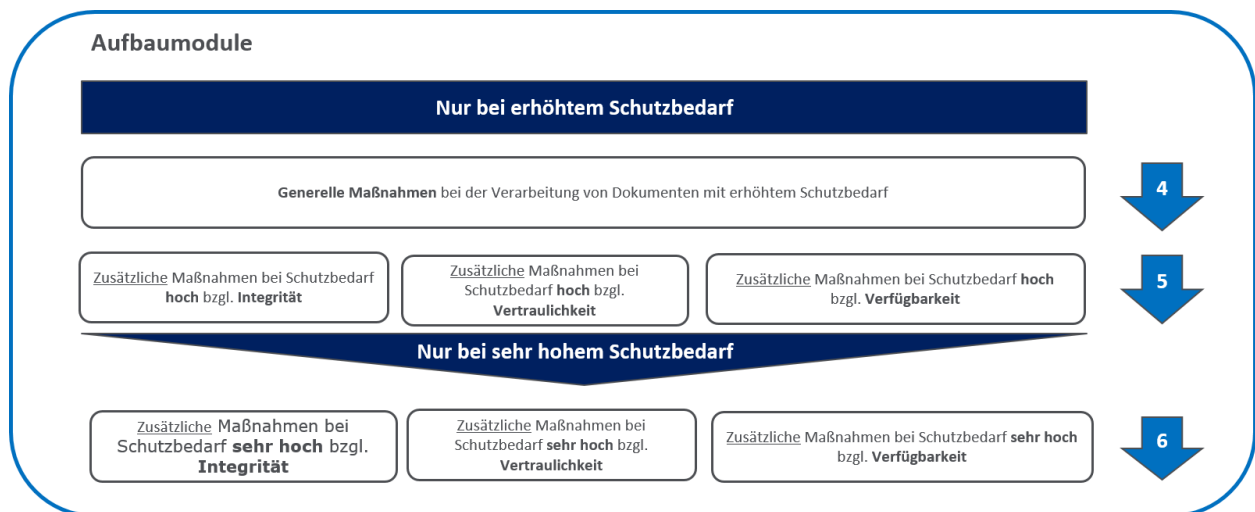 Aufbaumodule
Nur bei erhöhtem Schutzbedarf
Generelle Maßnahmen bei der Verarbeitung von Dokumenten mit erhöhtem Schutzbedarf
4
Zusätzliche Maßnahmen bei Schutzbedarf
hoch bzgl. Integrität
Zusätzliche Maßnahmen bei
Schutzbedarf hoch bzgl.
Vertraulichkeit
Zusätzliche Maßnahmen bei Schutzbedarf hoch
bzgl. Verfügbarkeit
5
Nur bei sehr hohem Schutzbedarf
Zusätzliche Maßnahmen bei
Schutzbedarf sehr hoch bzgl.
Integrität
Zusätzliche Maßnahmen bei
Schutzbedarf sehr hoch bzgl.
Vertraulichkeit
Zusätzliche Maßnahmen bei Schutzbedarf sehr hoch
bzgl. Verfügbarkeit
6